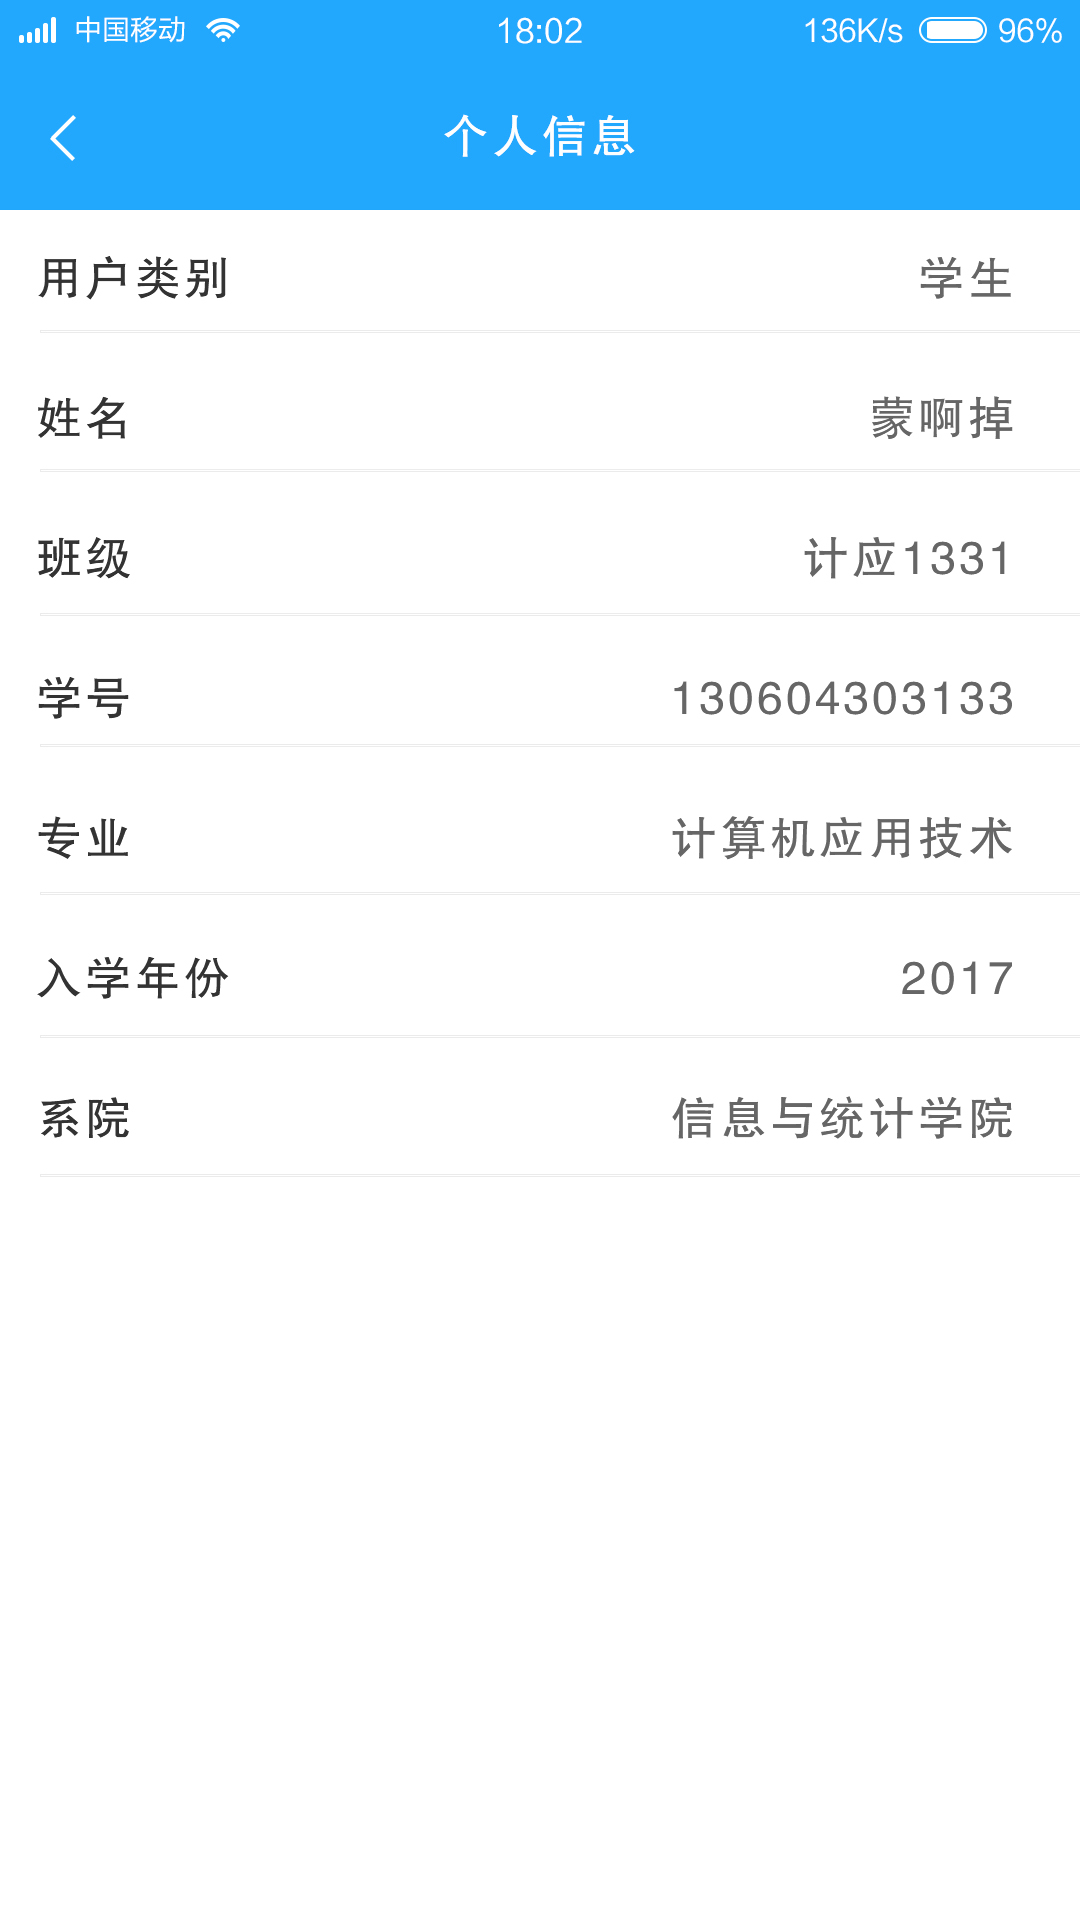 中国移动 18:02 136K/s 96%
个人信息
用户类别 学生
姓名 蒙啊掉
班级 计应1331
学号 130604303133
专业 计算机应用技术
入学年份 2017
系院 信息与统计学院